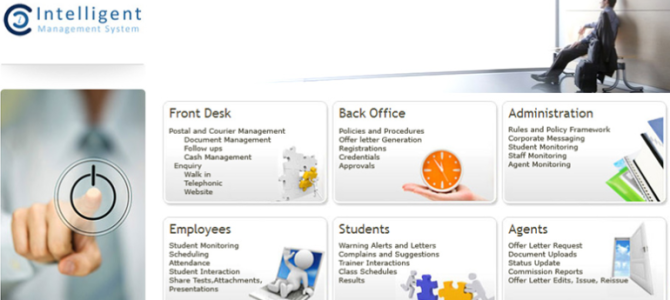 Intelligent
Management System
Front Desk
Postal and Courier Management
Document Management
Follow ups
Cash Management
Enquiry
Walk in
Telephonic
Website
Back Office
Policies and Procedures
Offer letter Generation
Registrations
Credentials
Approvals
Administration
Rules and Policy Framework
Corporate Messaging
Student Monitoring
Staff Monitoring
Agent Monitoring
Employees
Student Monitoring
Scheduling
Attendance
Student Interaction
Share Tests,Attachments,
Presentations
Students
Warning Alerts and Letters
Complains and Suggestions
Trainer Interactions
Class Schedules
Results
Agents
Offer Letter Request
Document Uploads
Status Update
Commission Reports
Offer Letter Edits, Issue, Reissue